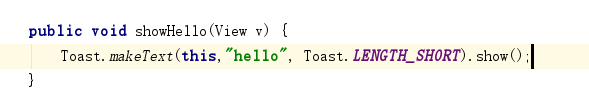 public void showHello(View v) {
Toast.makeText(this,"hello", Toast.LENGTH_SHORT).show();
}